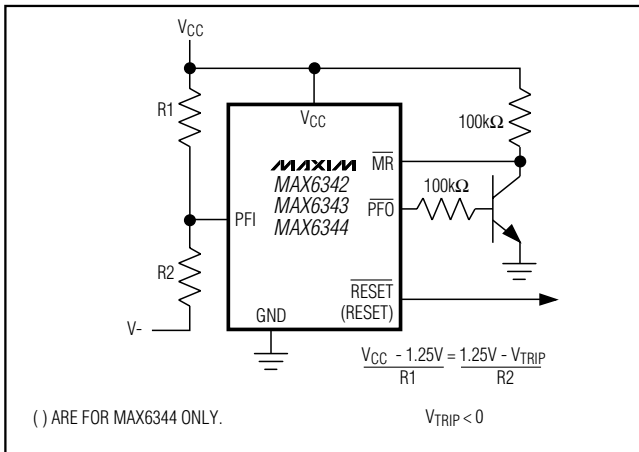 VCC
R1
VCC
100kΩ
MAXIM
MR
MAX6342
100kΩ
MAX6343
PFO
PFI
MAX6344
R2
RESET
(RESET)
V-
GND
VCC - 1.25V = 1.25V - VTRIP
R1 R2
( ) ARE FOR MAX6344 ONLY.
VTRIP < 0